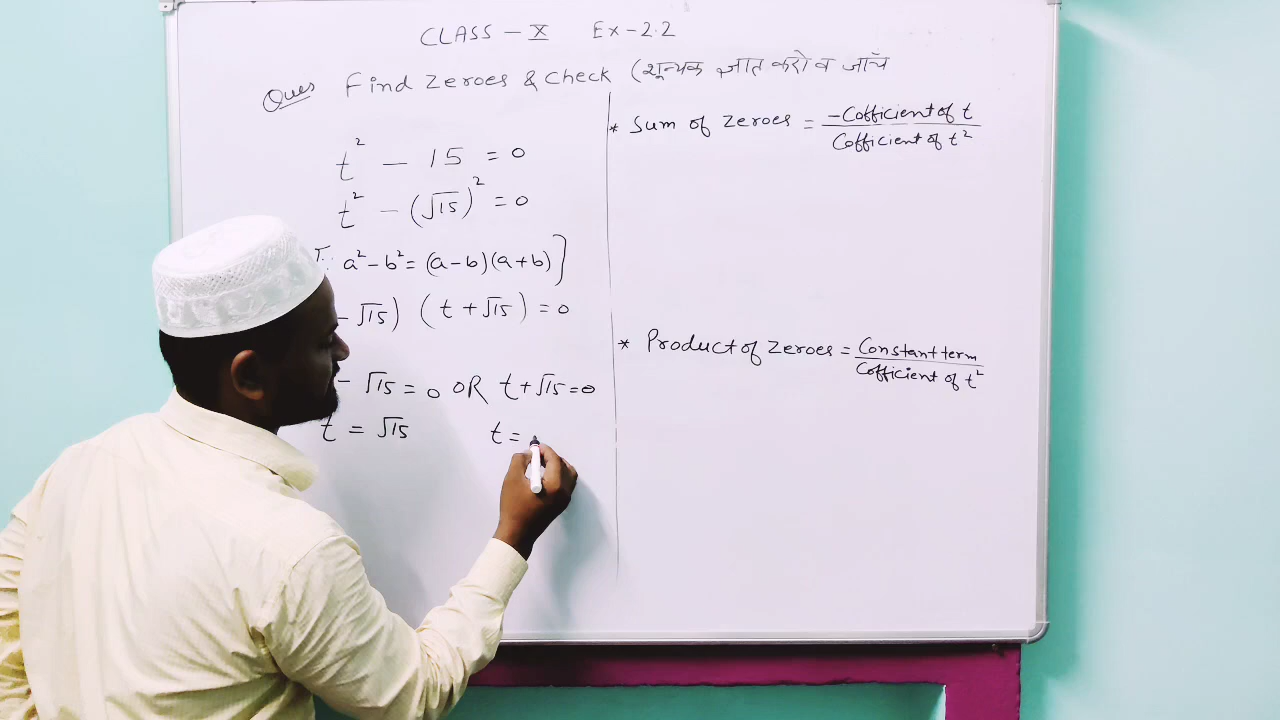 CLASS – X Ex-2.2
Ques Find Zeroes & Check (शून्यक ज्ञात करो व जाँच
t² – 15 = 0
t² – (√15)² = 0
[∵ a²-b² = (a-b)(a+b)]
- √15) (t + √15) = 0
- √15 = 0 OR t + √15 = 0
t = √15 t =
* Sum of Zeroes = -Cofficient of t
Cofficient of t²
* Product of Zeroes = Constant term
Cofficient of t²